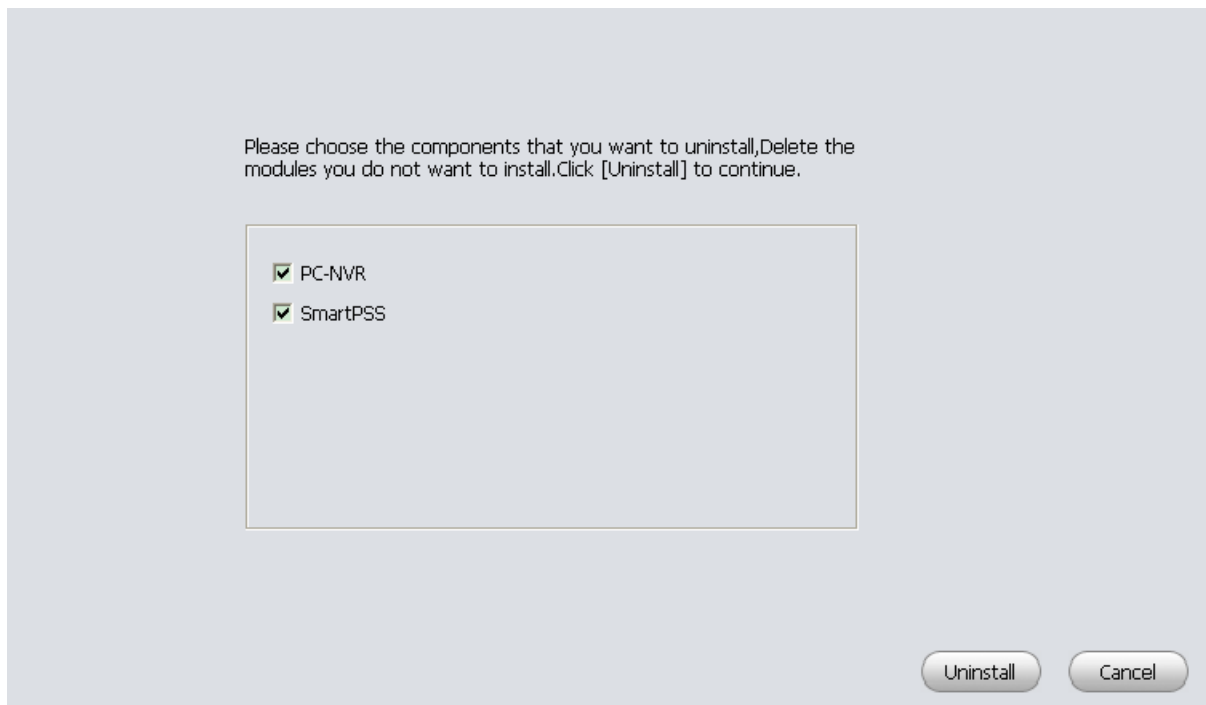 Please choose the components that you want to uninstall,Delete the
modules you do not want to install.Click [Uninstall] to continue.
PC-NVR
SmartPSS
Uninstall
Cancel